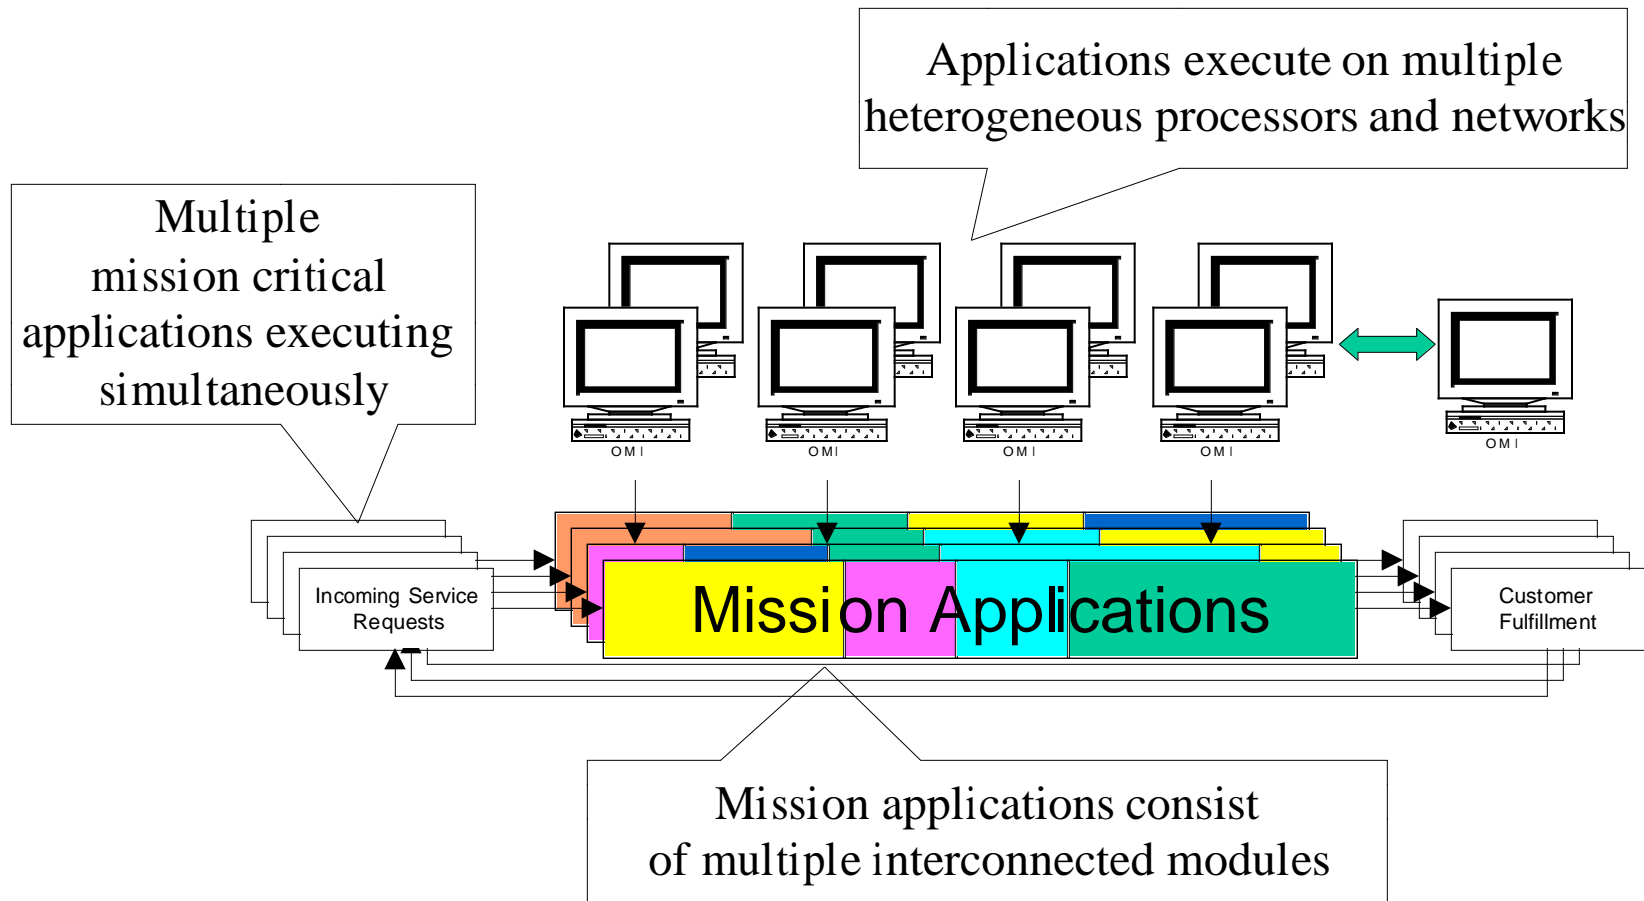 Applications execute on multiple
heterogeneous processors and networks
Multiple
mission critical
applications executing
simultaneously
OMI
OMI
OMI
OMI
OMI
Incoming Service
Requests
Mission Applications
Customer
Fulfillment
Mission applications consist
of multiple interconnected modules